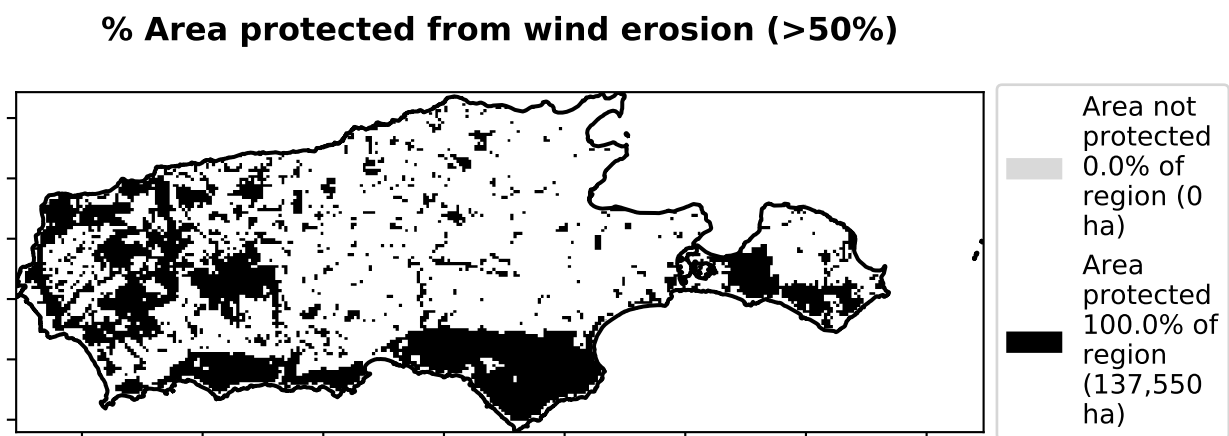 % Area protected from wind erosion (>50%)
Area not
protected
0.0% of
region (0
ha)
Area
protected
100.0% of
region
(137,550
ha)